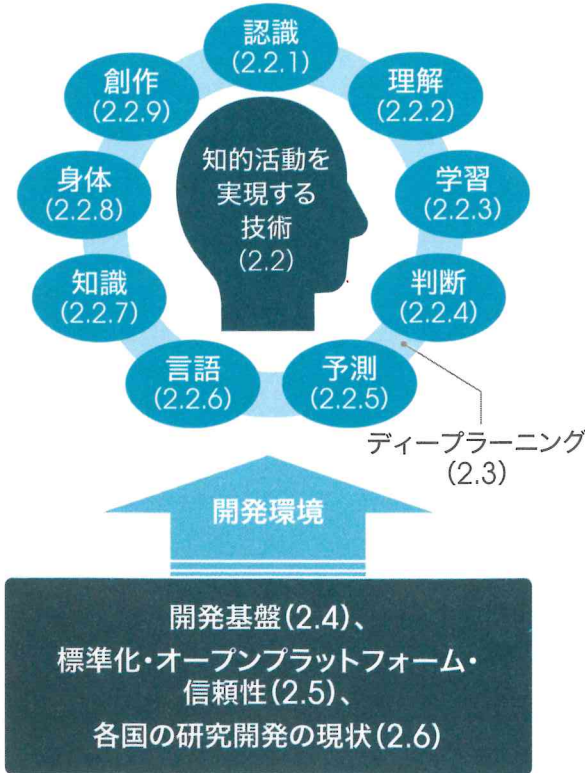 認識
(2.2.1)
理解
(2.2.2)
学習
(2.2.3)
判断
(2.2.4)
予測
(2.2.5)
言語
(2.2.6)
知識
(2.2.7)
身体
(2.2.8)
創作
(2.2.9)
知的活動を
実現する
技術
(2.2)
ディープラーニング
(2.3)
開発環境
開発基盤(2.4)、
標準化・オープンプラットフォーム・
信頼性(2.5)、
各国の研究開発の現状(2.6)